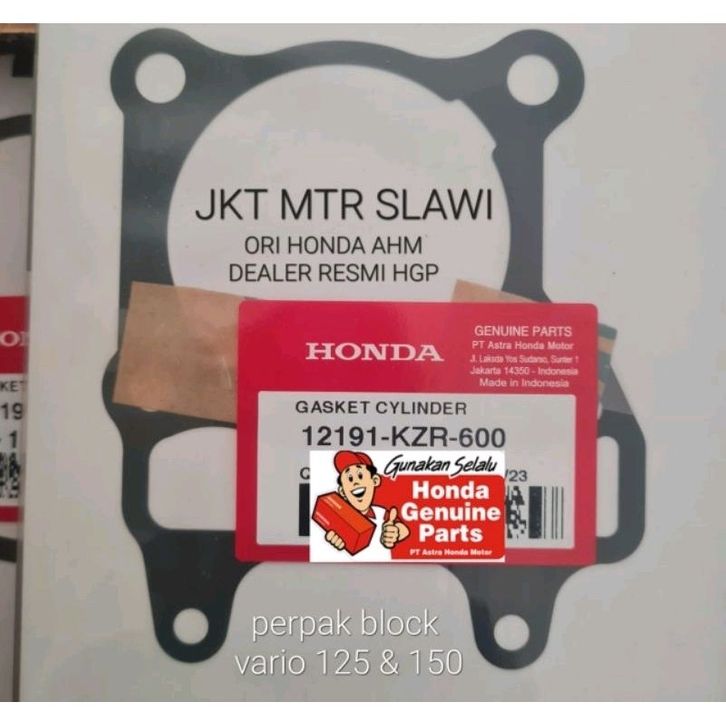 JKT MTR SLAWI
ORI HONDA AHM
DEALER RESMI HGP
HONDA
GENUINE PARTS
PT Astra Honda Motor
Jl. Laksda Yos Sudarso, Sunter 1
Jakarta 14350 - Indonesia
Made in Indonesia
GASKET CYLINDER
12191-KZR-600
/23
Gunakan Selalu
Honda
Genuine
Parts
PT Astra Honda Motor
perpak block
vario 125 & 150